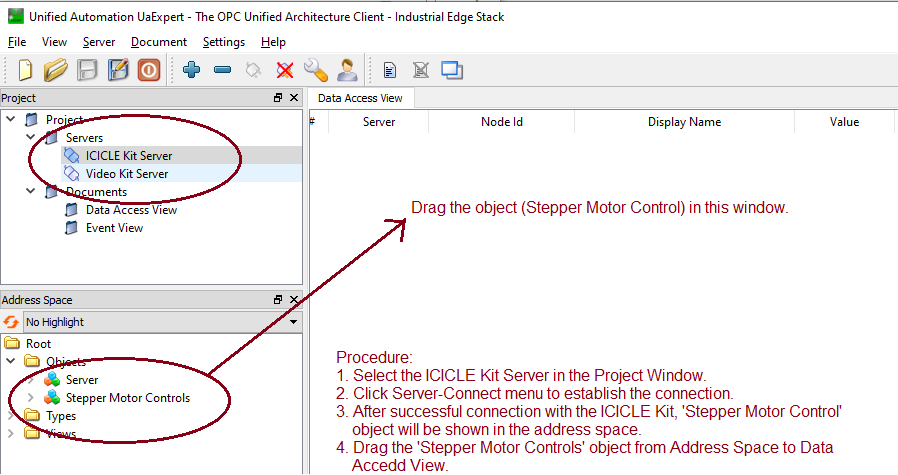 Unified Automation UaExpert - The OPC Unified Architecture Client - Industrial Edge Stack
File View Server Document Settings Help
Project
Data Access View
# Server Node Id Display Name Value
Project
Servers
ICICLE Kit Server
Video Kit Server
Documents
Data Access View
Event View
Drag the object (Stepper Motor Control) in this window.
Address Space
No Highlight
Root
Objects
Server
Stepper Motor Controls
Types
Views
Procedure:
1. Select the ICICLE Kit Server in the Project Window.
2. Click Server-Connect menu to establish the connection.
3. After successful connection with the ICICLE Kit, 'Stepper Motor Control'
object will be shown in the address space.
4. Drag the 'Stepper Motor Controls' object from Address Space to Data
Accedd View.